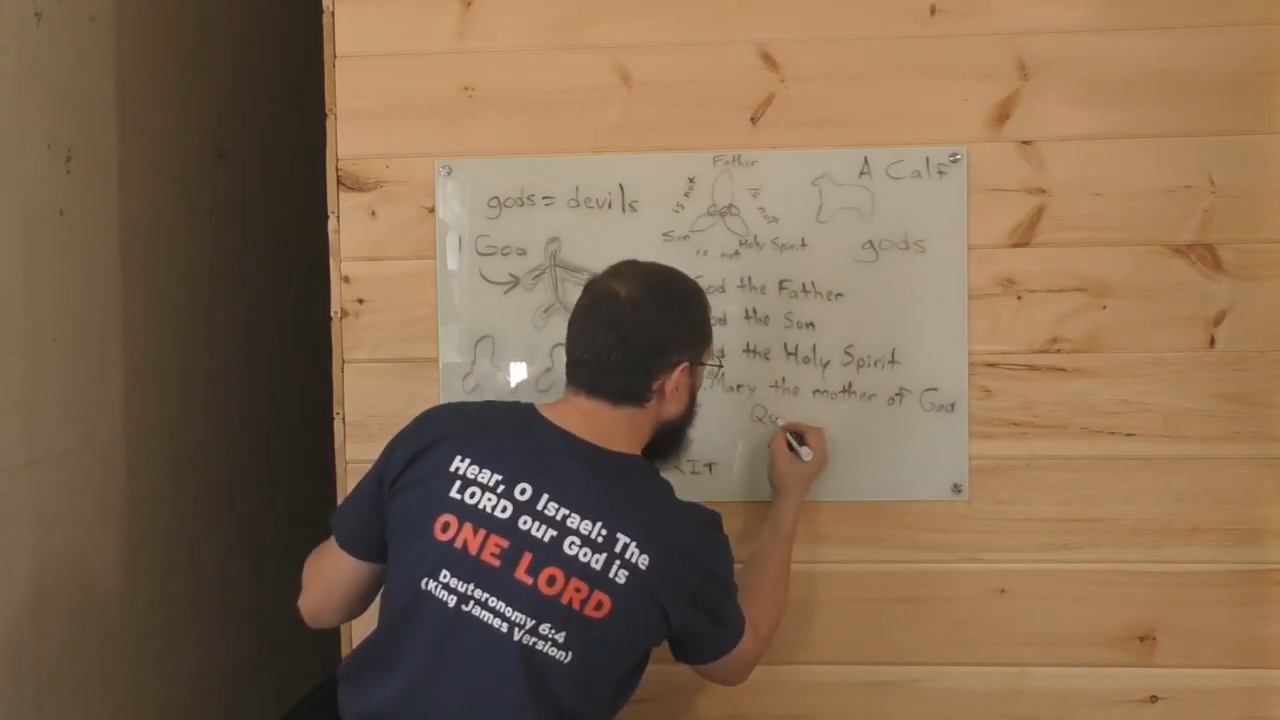 gods = devils
Father
is not
is not
GOD
Son
Holy Spirit
is not
A Calf
gods
1 God
God the Father
the Son
the Holy Spirit
Mary the mother of God
Qu
Hear, O Israel: The
LORD our God is
ONE LORD
Deuteronomy 6:4
(King James Version)